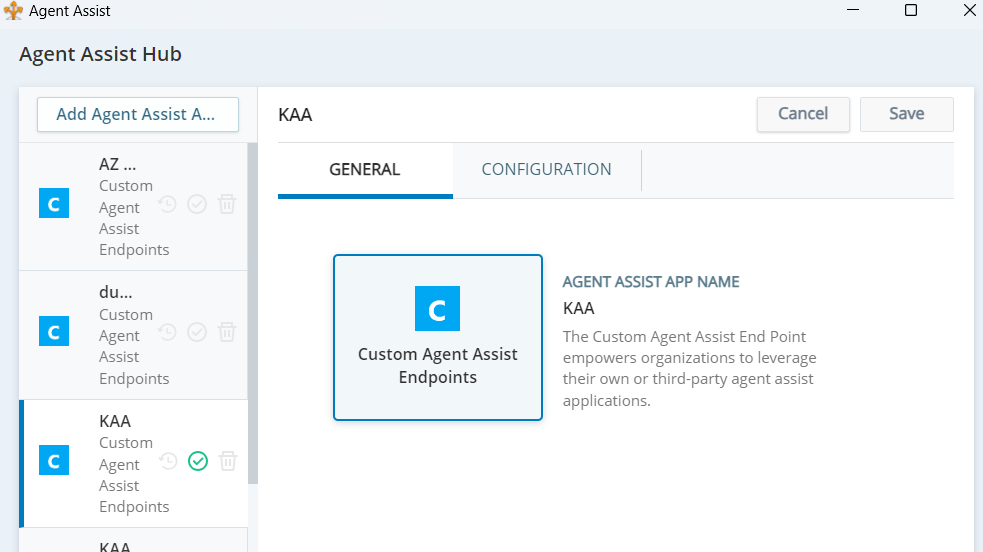 Agent Assist
Agent Assist Hub
Add Agent Assist A...
AZ ...
Custom
Agent
Assist
Endpoints
C
du...
Custom
Agent
Assist
Endpoints
C
KAA
Custom
Agent
Assist
Endpoints
C
KAA
KAA
Cancel
Save
GENERAL
CONFIGURATION
C
Custom Agent Assist
Endpoints
AGENT ASSIST APP NAME
KAA
The Custom Agent Assist End Point
empowers organizations to leverage
their own or third-party agent assist
applications.